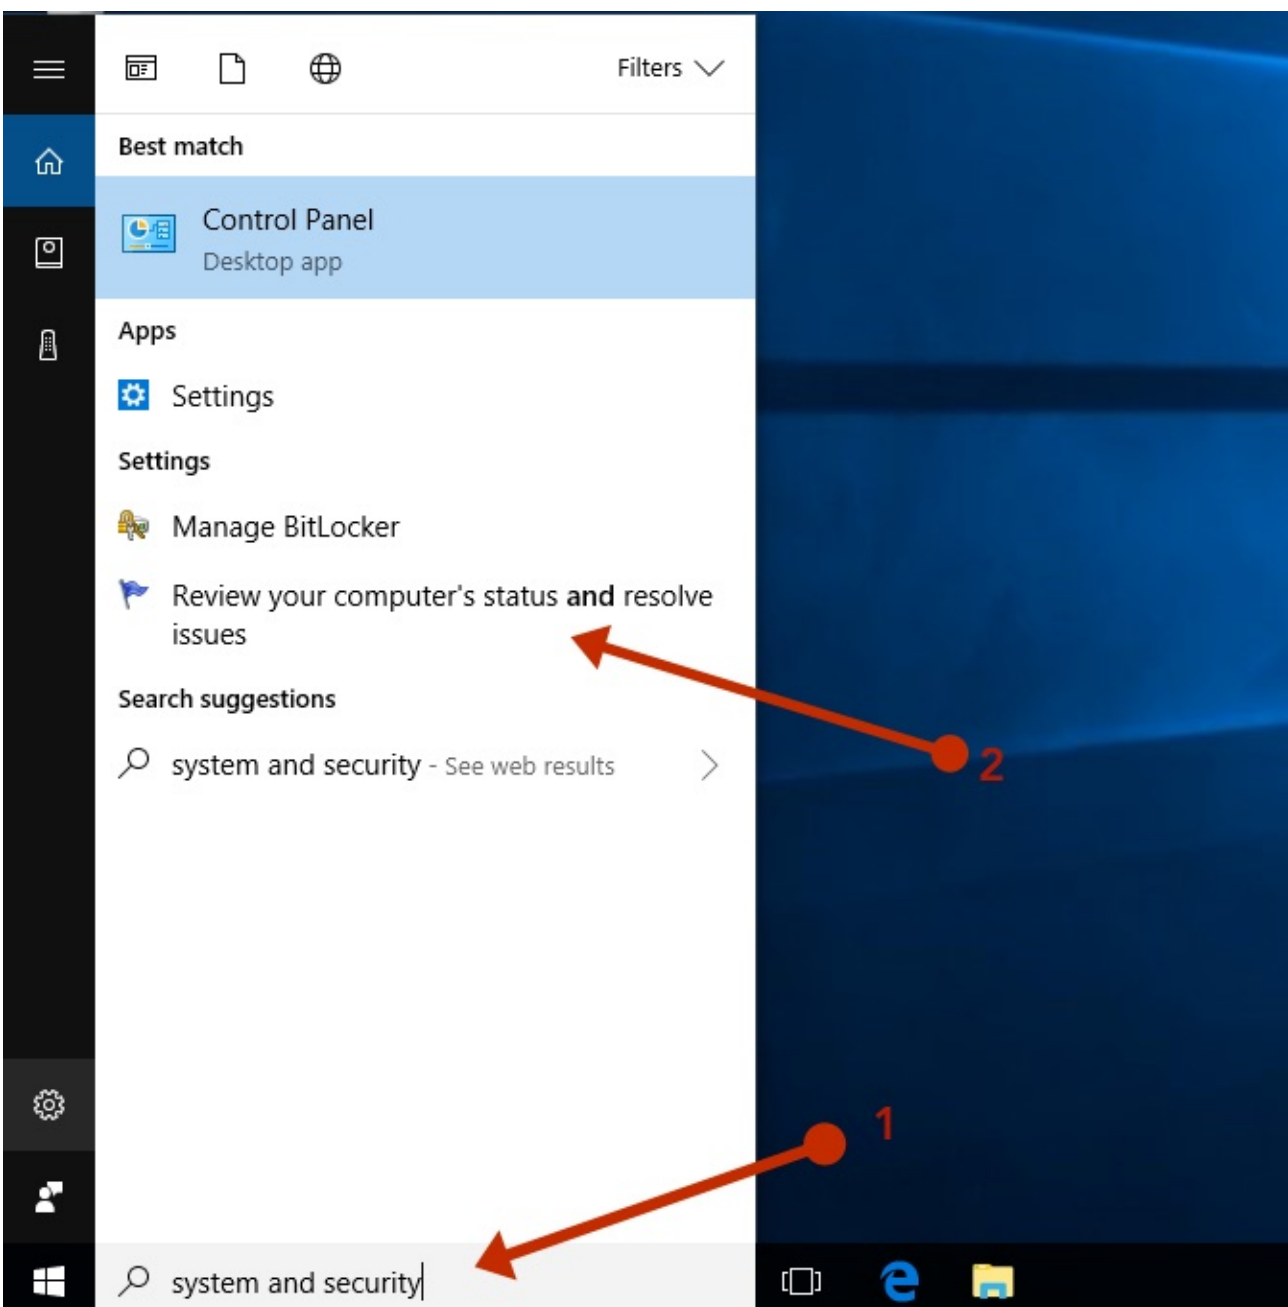 Filters
Best match
Control Panel
Desktop app
Apps
Settings
Settings
Manage BitLocker
Review your computer's status and resolve
issues
Search suggestions
system and security - See web results
2
1
system and security